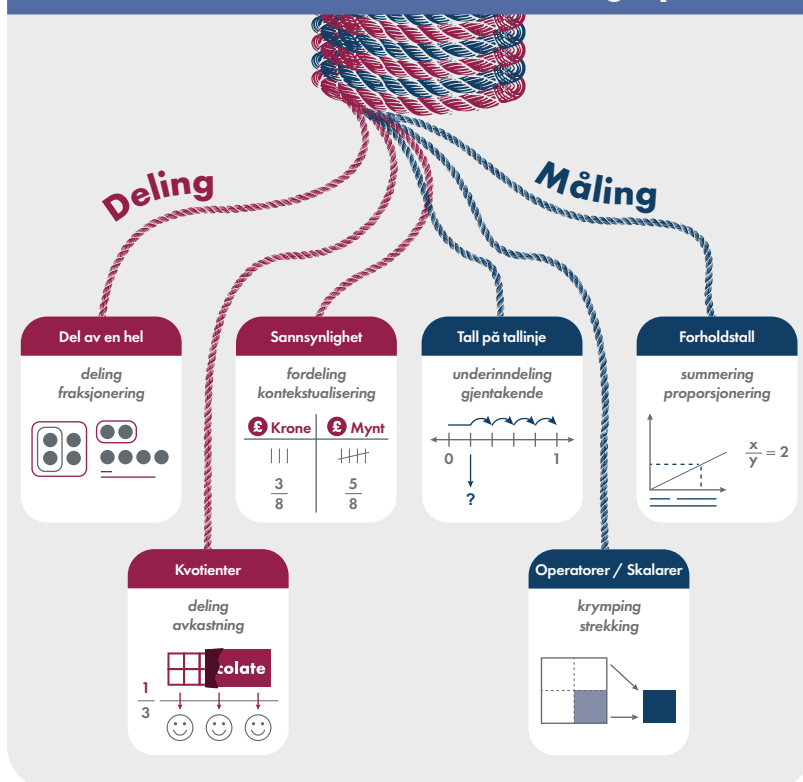 Deling
Måling
Del av en hel
deling
fraksjonering
Sannsynlighet
fordeling
kontekstualisering
£ Krone £ Mynt
3
8
5
8
Tall på tallinje
underinndeling
gjentakende
0 1
?
Forholdstall
summering
proporsjonering
x
y = 2
Kvotienter
deling
avkastning
colate
1
3
Operatorer / Skalarer
krymping
strekking